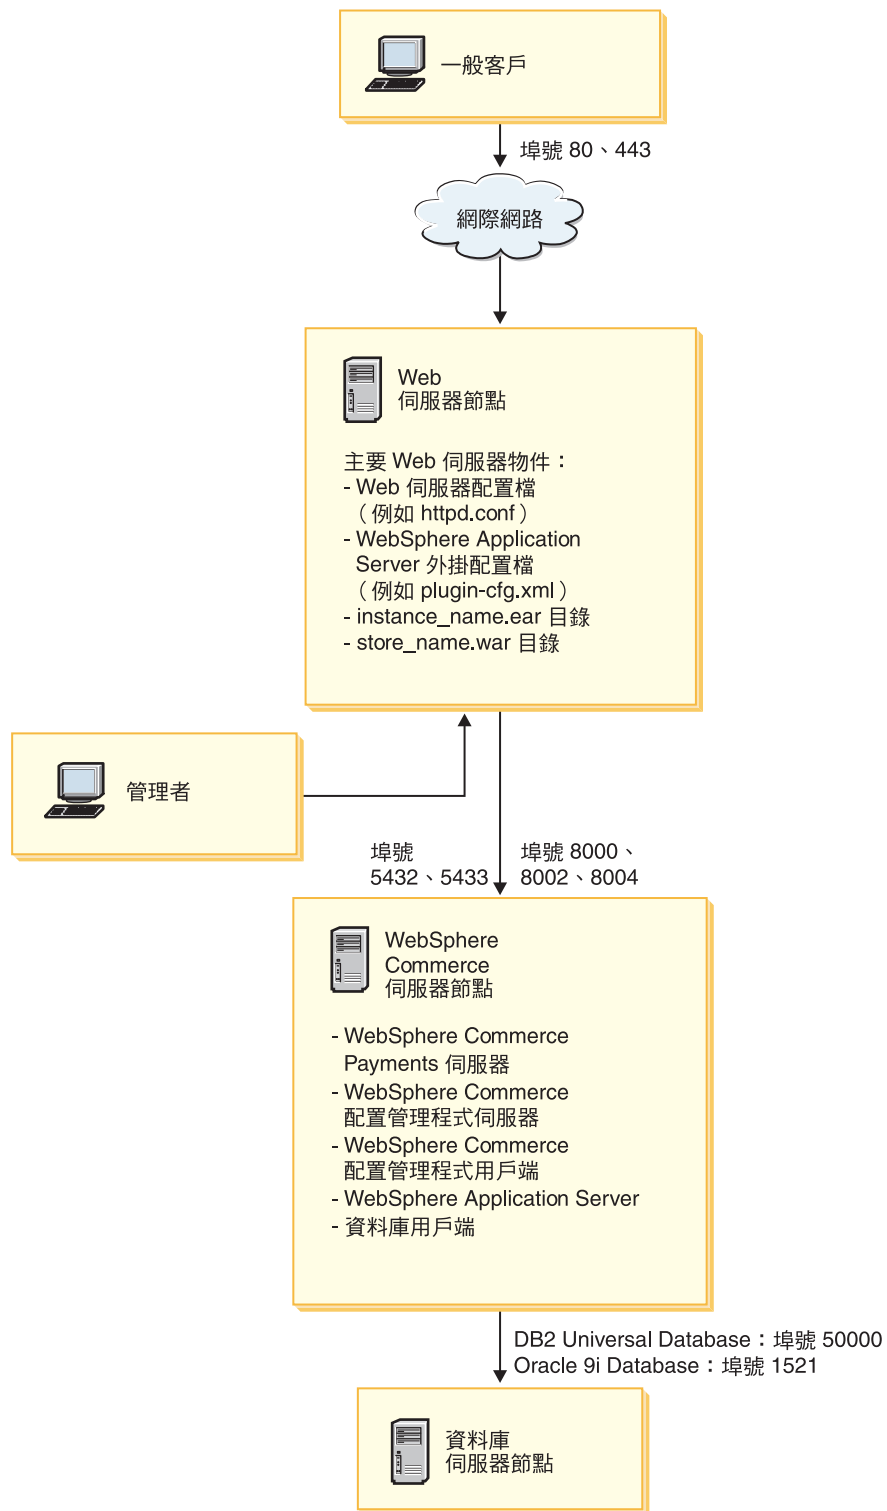 一般客戶
埠號 80、443
網際網路
Web
伺服器節點
主要 Web 伺服器物件：
- Web 伺服器配置檔
（例如 httpd.conf）
- WebSphere Application
Server 外掛配置檔
（例如 plugin-cfg.xml）
- instance_name.ear 目錄
- store_name.war 目錄
管理者
埠號
5432、5433
埠號 8000、
8002、8004
WebSphere
Commerce
伺服器節點
- WebSphere Commerce
Payments 伺服器
- WebSphere Commerce
配置管理程式伺服器
- WebSphere Commerce
配置管理程式用戶端
- WebSphere Application Server
- 資料庫用戶端
DB2 Universal Database：埠號 50000
Oracle 9i Database：埠號 1521
資料庫
伺服器節點